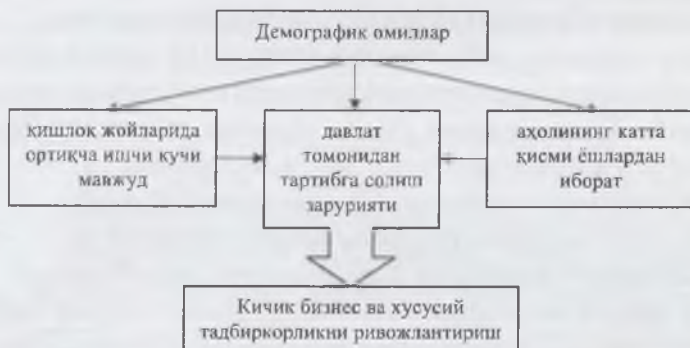 Демографик омиллар
қишлоқ жойларида
ортиқча ишчи кучи
мавжуд
давлат
томонидан
тартибга солиш
зарурияти
аҳолининг катта
қисми ёшлардан
иборат
Кичик бизнес ва хусусий
тадбиркорликни ривожлантириш